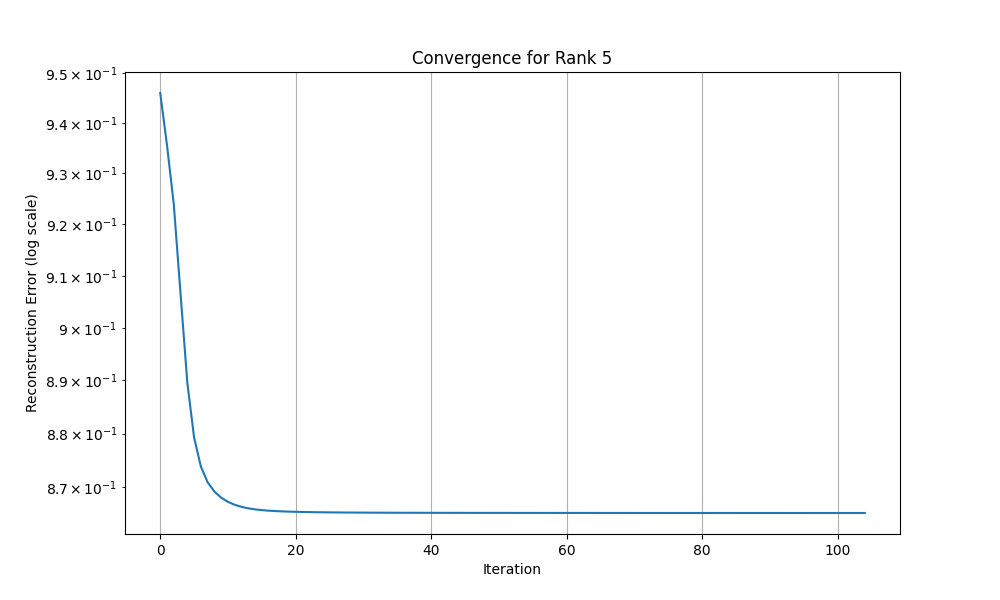 Convergence for Rank 5
Reconstruction Error (log scale)
9.5 × 10⁻¹
9.4 × 10⁻¹
9.3 × 10⁻¹
9.2 × 10⁻¹
9.1 × 10⁻¹
9 × 10⁻¹
8.9 × 10⁻¹
8.8 × 10⁻¹
8.7 × 10⁻¹
0 20 40 60 80 100
Iteration